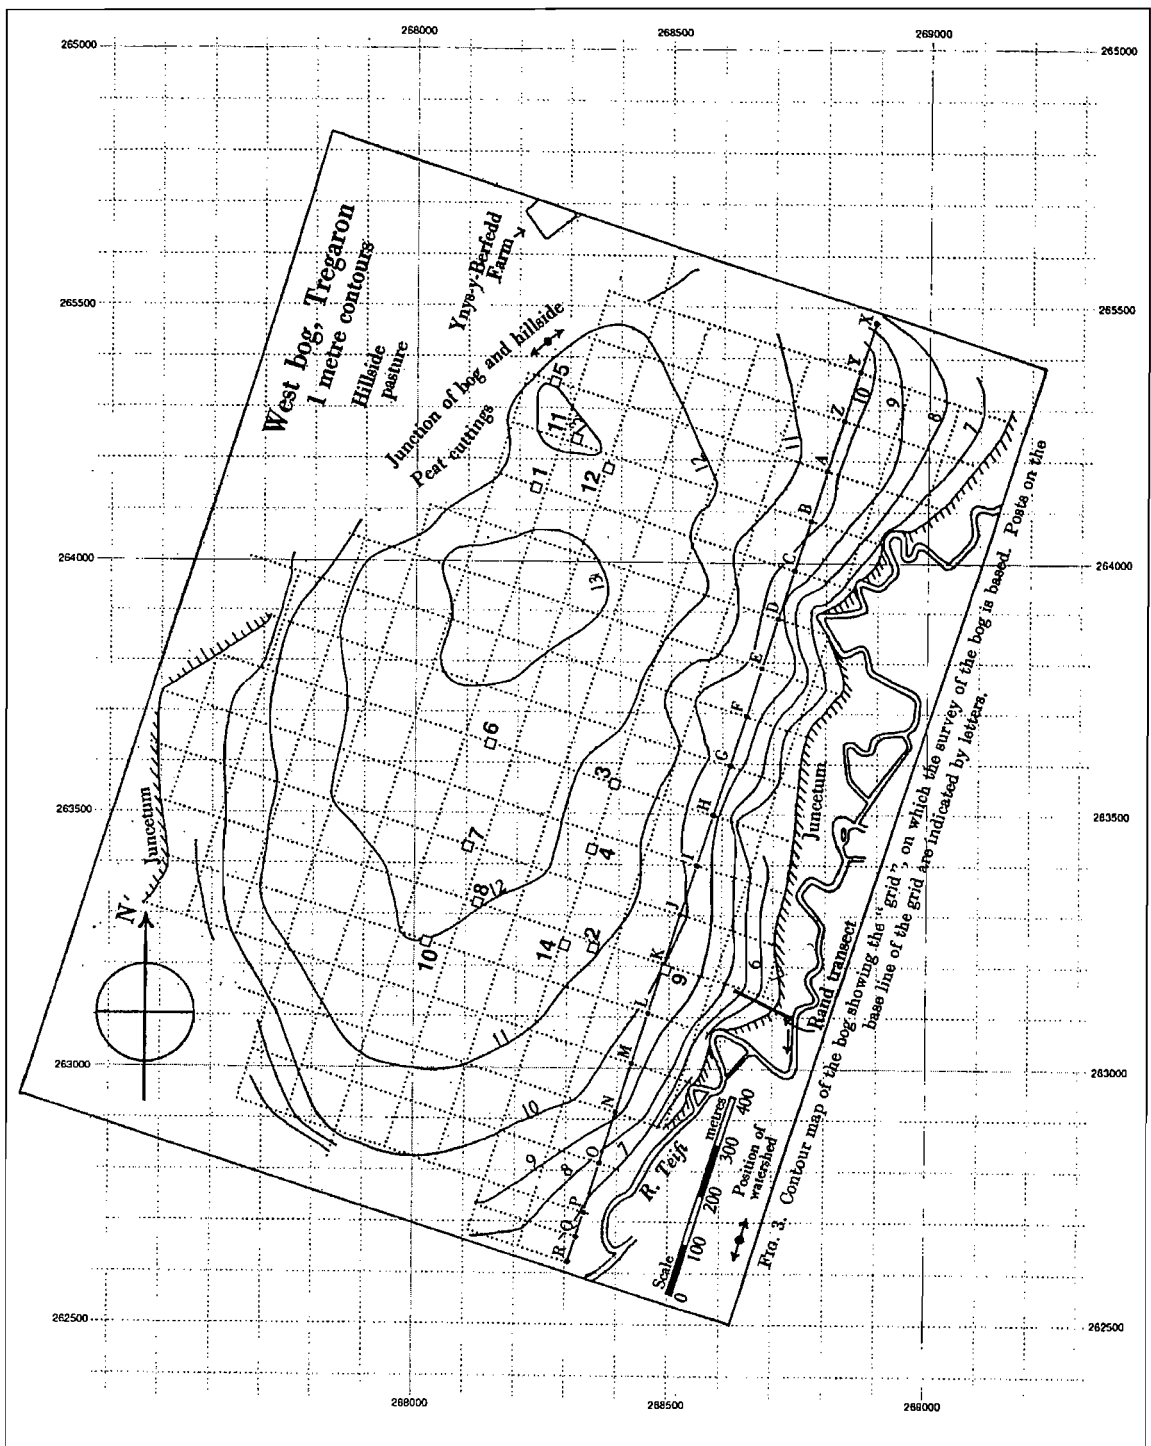 268000
268500
269000
265000
265000
West bog, Tregaron
1 metre contours
Hillside
pasture
Ynys-y-Berfedd
Farm
Junction of bog and hillside
Peat cuttings
265500
265500
5
11
1
12
11
12
X
Y
10
Z
9
8
7
A
B
C
D
E
F
G
H
I
J
K
L
M
N
O
P
Q
R
264000
264000
13
6
3
7
4
8
12
10
14
2
9
6
263500
263500
Juncetum
Juncetum
N'
11
10
9
8
7
263000
263000
Rand transect
R. Teifi
Scale
metres
0
100
200
300
400
Position of
watershed
FIG. 3. Contour map of the bog showing the "grid", on which the survey of the bog is based. Posts on the
base line of the grid are indicated by letters.
262500
262500
268000
268500
268000